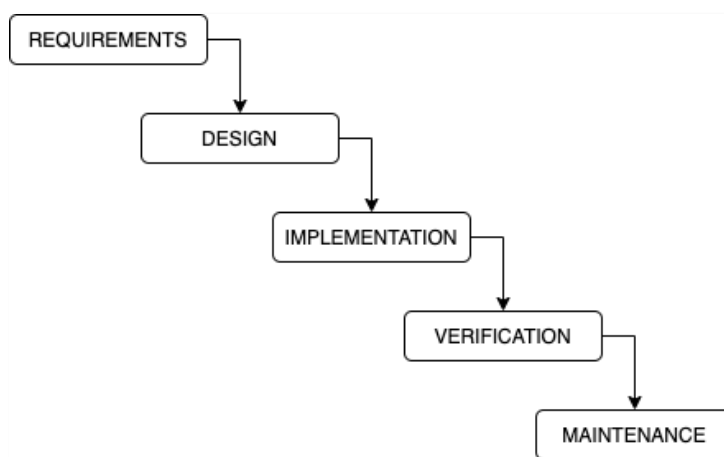 REQUIREMENTS
DESIGN
IMPLEMENTATION
VERIFICATION
MAINTENANCE